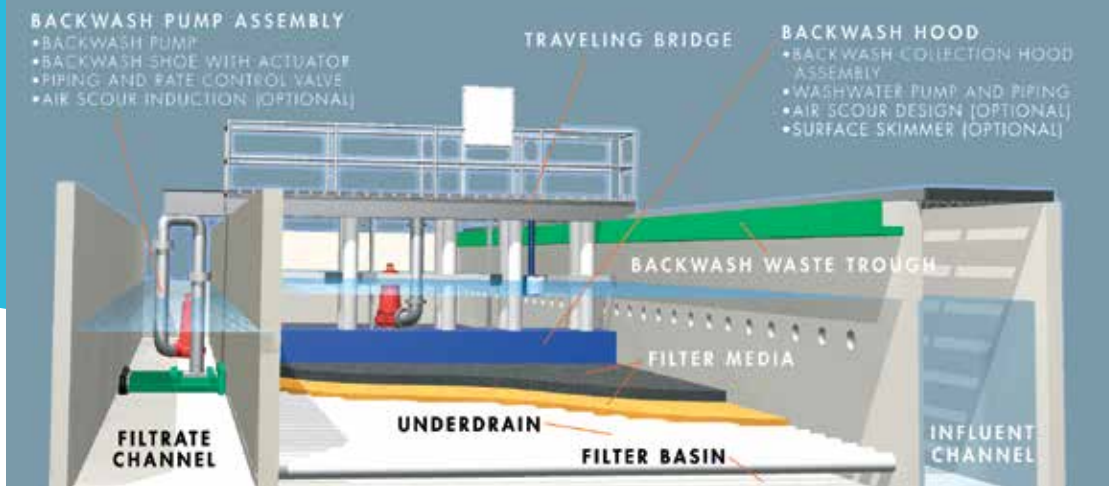 BACKWASH PUMP ASSEMBLY
•BACKWASH PUMP
•BACKWASH SHOE WITH ACTUATOR
•PIPING AND RATE CONTROL VALVE
•AIR SCOUR INDUCTION (OPTIONAL)
TRAVELING BRIDGE
BACKWASH HOOD
•BACKWASH COLLECTION HOOD
ASSEMBLY
•WASHWATER PUMP AND PIPING
•AIR SCOUR DESIGN (OPTIONAL)
•SURFACE SKIMMER (OPTIONAL)
BACKWASH WASTE TROUGH
FILTER MEDIA
UNDERDRAIN
FILTER BASIN
FILTRATE
CHANNEL
INFLUENT
CHANNEL